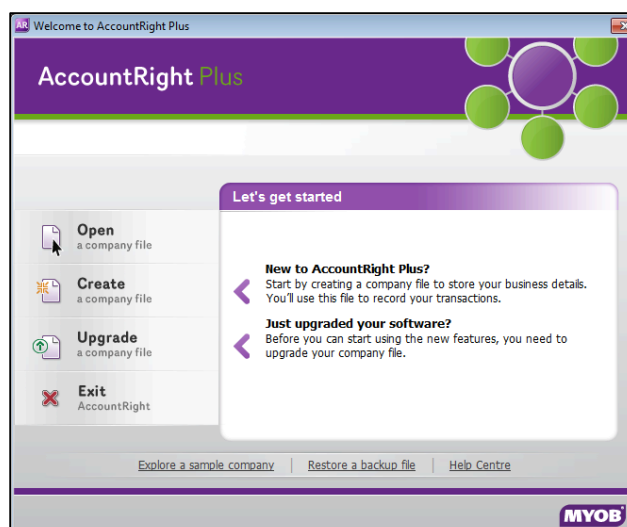 AR Welcome to AccountRight Plus
AccountRight Plus
Let's get started
Open
a company file
Create
a company file
Upgrade
a company file
Exit
AccountRight
New to AccountRight Plus?
Start by creating a company file to store your business details.
You'll use this file to record your transactions.
Just upgraded your software?
Before you can start using the new features, you need to
upgrade your company file.
Explore a sample company | Restore a backup file | Help Centre
MYOB